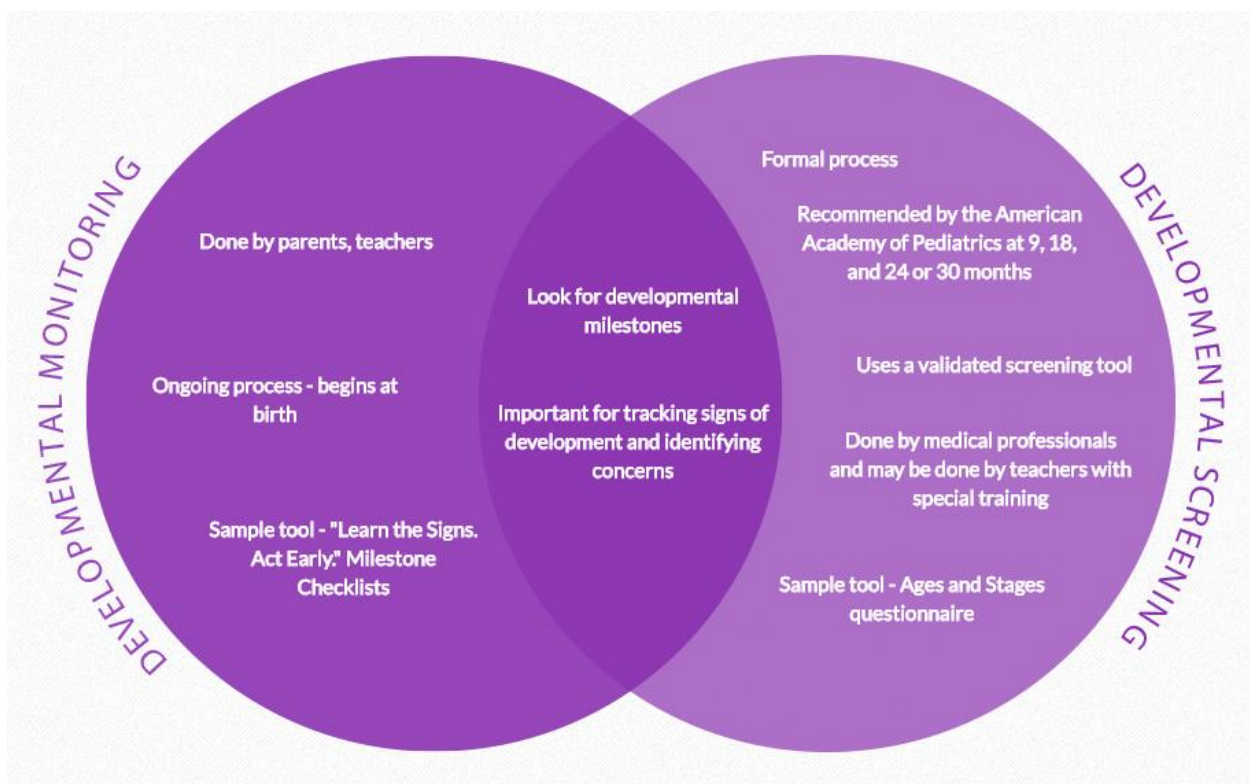 DEVELOPMENTAL MONITORING
Done by parents, teachers
Ongoing process - begins at
birth
Sample tool - "Learn the Signs.
Act Early." Milestone
Checklists
Look for developmental
milestones
Important for tracking signs of
development and identifying
concerns
Formal process
Recommended by the American
Academy of Pediatrics at 9, 18,
and 24 or 30 months
Uses a validated screening tool
Done by medical professionals
and may be done by teachers with
special training
Sample tool - Ages and Stages
questionnaire
DEVELOPMENTAL SCREENING